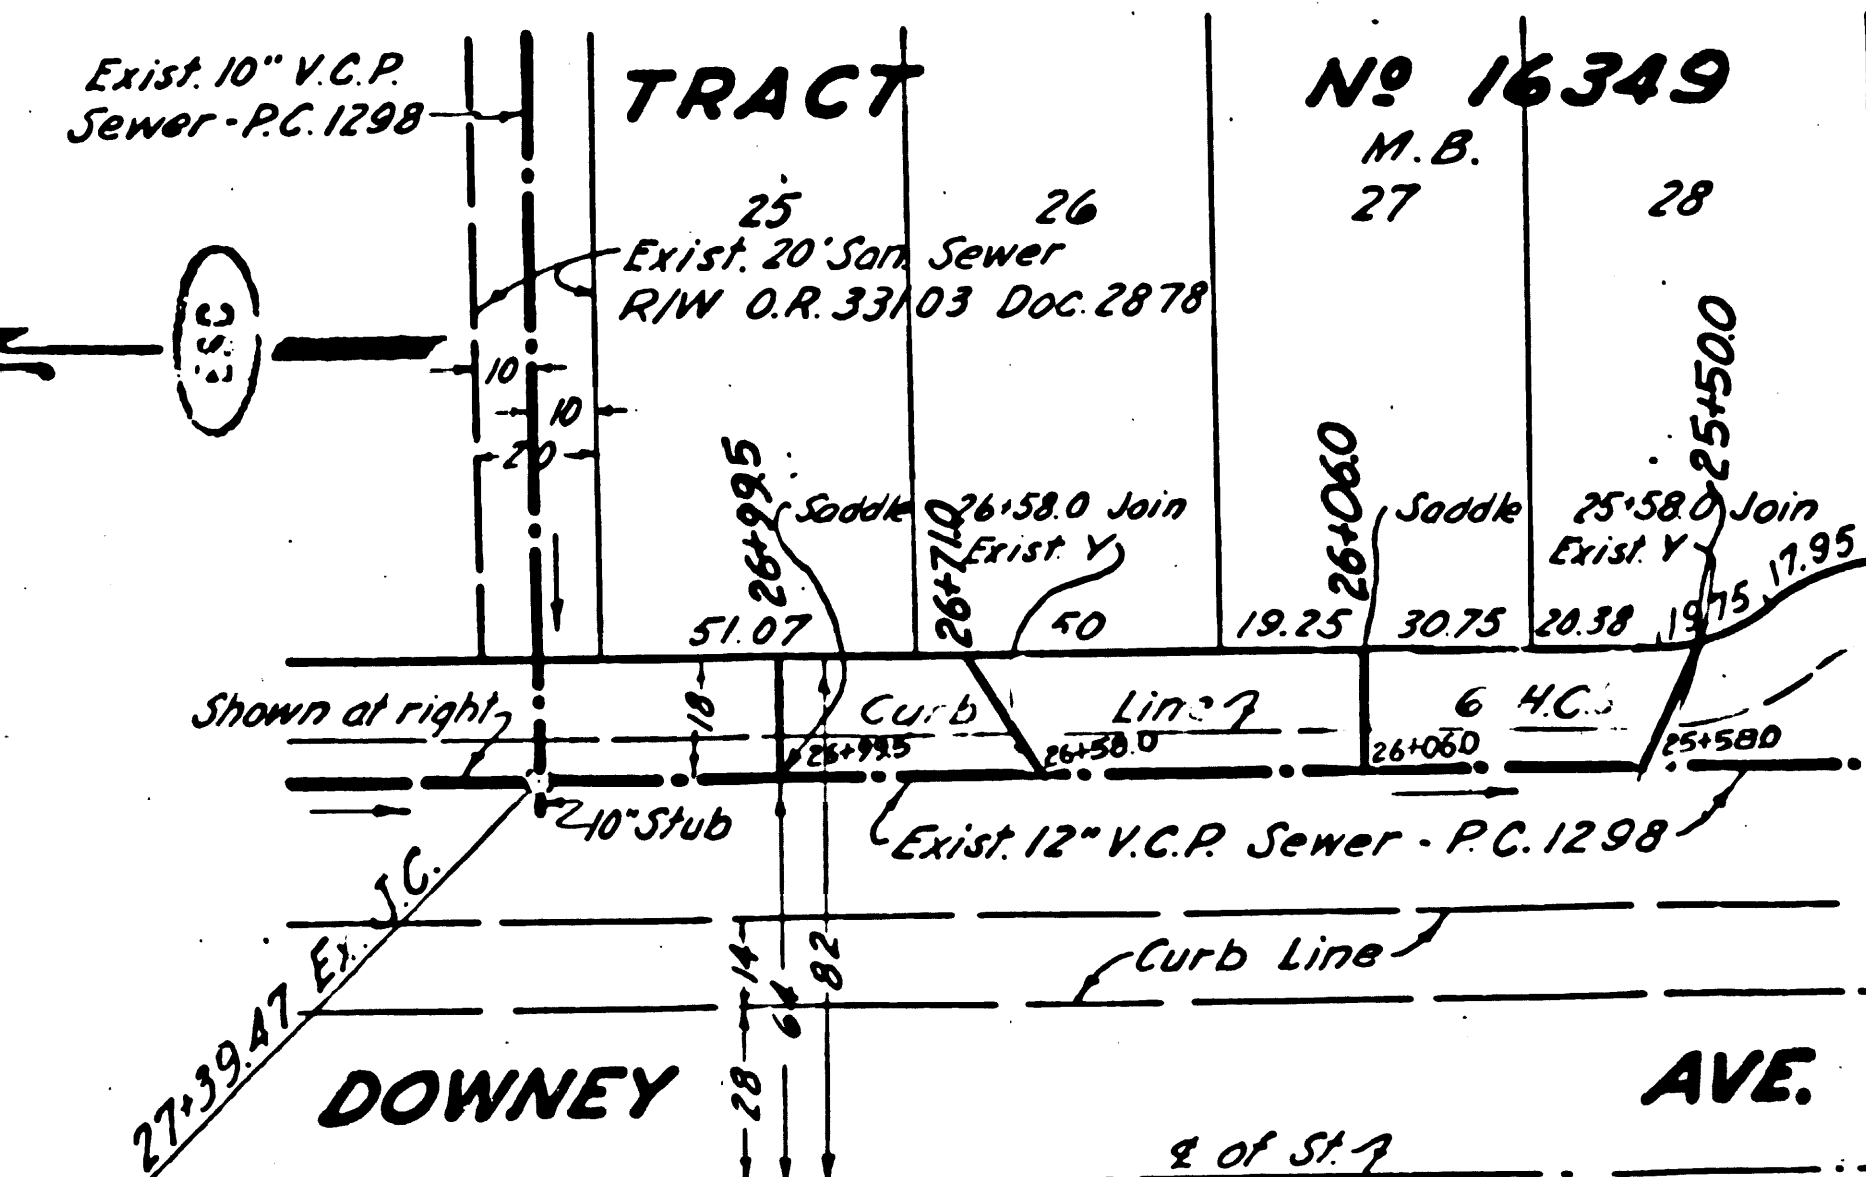 Exist. 10" V.C.P.
Sewer - P.C. 1298
TRACT Nº 16349
M.B.
25 26 27 28
Exist. 20' San. Sewer
R/W O.R. 33103 Doc. 2878
10
10
20
26+99.5
Saddle
26+71.0
26+58.0 Join
Exist. Y
26+06.0
Saddle
25+50.0
25+58.0 Join
Exist. Y
51.07 50 19.25 30.75 20.38 19.75 17.95
Shown at right
18
Curb Line
6 H.C.s
26+99.5 26+58.0 26+06.0 25+58.0
10" Stub
Exist. 12" V.C.P. Sewer - P.C. 1298
27+39.47 Ex. J.C.
14
64
82
28
Curb Line
DOWNEY AVE.
℄ of St.